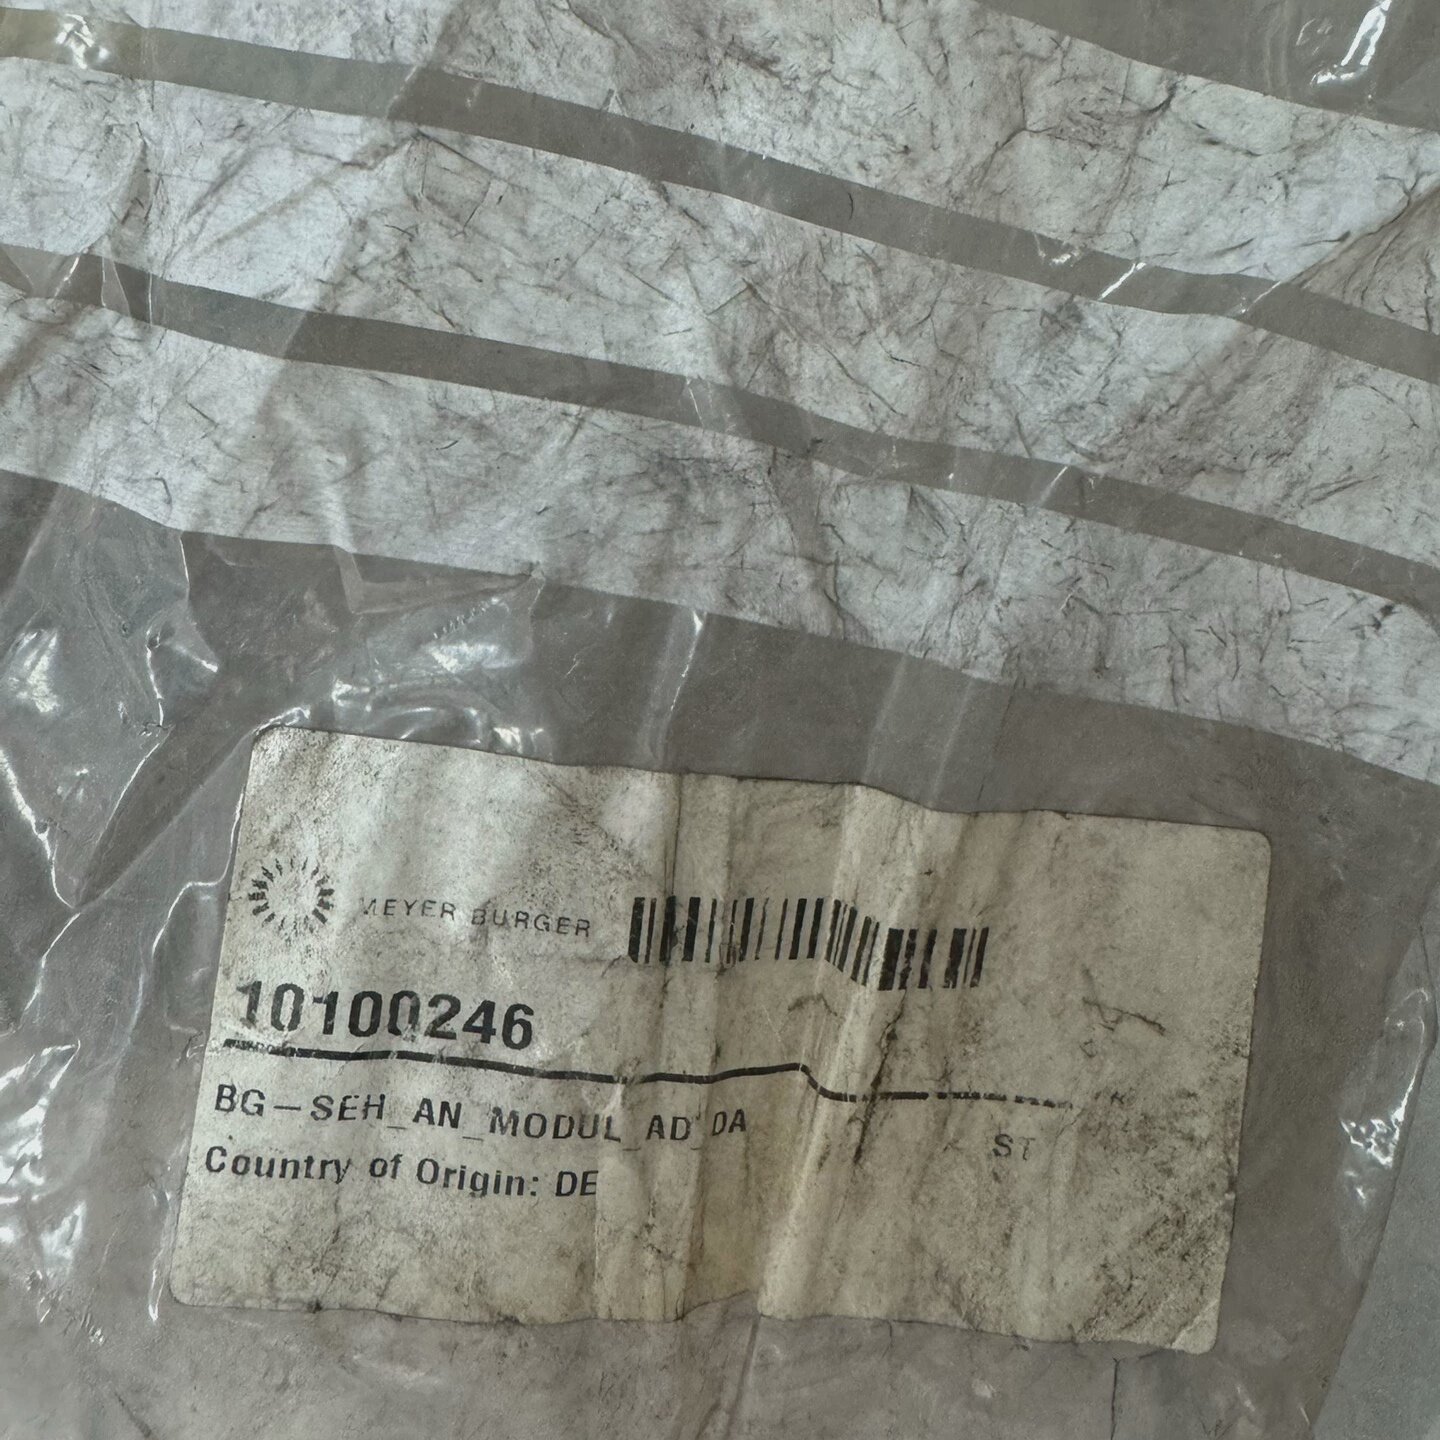 MEYER BURGER
10100246
BG-SEH_AN_MODUL_AD_DA
ST
Country of Origin: DE